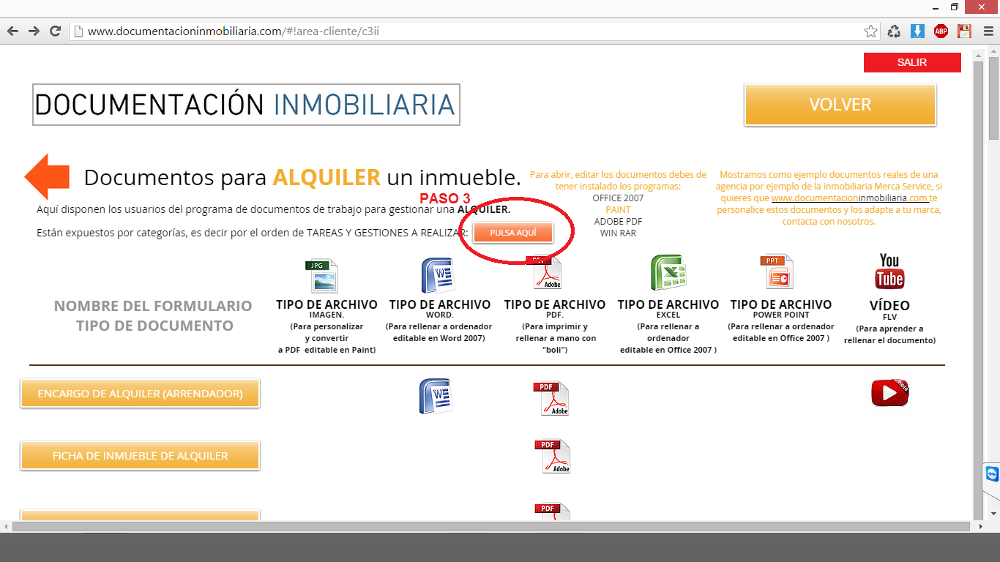 www.documentacioninmobiliaria.com/#!area-cliente/c3ii
ABP
SALIR
DOCUMENTACIÓN INMOBILIARIA
VOLVER
Documentos para ALQUILER un inmueble.
PASO 3
Aquí disponen los usuarios del programa de documentos de trabajo para gestionar una ALQUILER.
Están expuestos por categorías, es decir por el orden de TAREAS Y GESTIONES A REALIZAR:
PULSA AQUÍ
Para abrir, editar los documentos debes de
tener instalado los programas:
OFFICE 2007
PAINT
ADOBE PDF
WIN RAR
Mostramos como ejemplo documentos reales de una
agencia por ejemplo de la inmobiliaria Merca Service, si
quieres que www.documentacioninmobiliaria.com te
personalice estos documentos y los adapte a tu marca,
contacta con nosotros.
NOMBRE DEL FORMULARIO
TIPO DE DOCUMENTO
JPG
TIPO DE ARCHIVO
IMAGEN.
(Para personalizar
y convertir
a PDF editable en Paint)
W
TIPO DE ARCHIVO
WORD.
(Para rellenar a ordenador
editable en Word 2007)
PDF
Adobe
TIPO DE ARCHIVO
PDF.
(Para imprimir y
rellenar a mano con
"boli")
X
TIPO DE ARCHIVO
EXCEL
(Para rellenar a
ordenador
editable en Office 2007 )
PPT
P
TIPO DE ARCHIVO
POWER POINT
(Para rellenar a ordenador
editable en Office 2007 )
You
Tube
VÍDEO
FLV
(Para aprender a
rellenar el documento)
ENCARGO DE ALQUILER (ARRENDADOR)
W
PDF
Adobe
VIDEO
FICHA DE INMUEBLE DE ALQUILER
PDF
Adobe
PDF